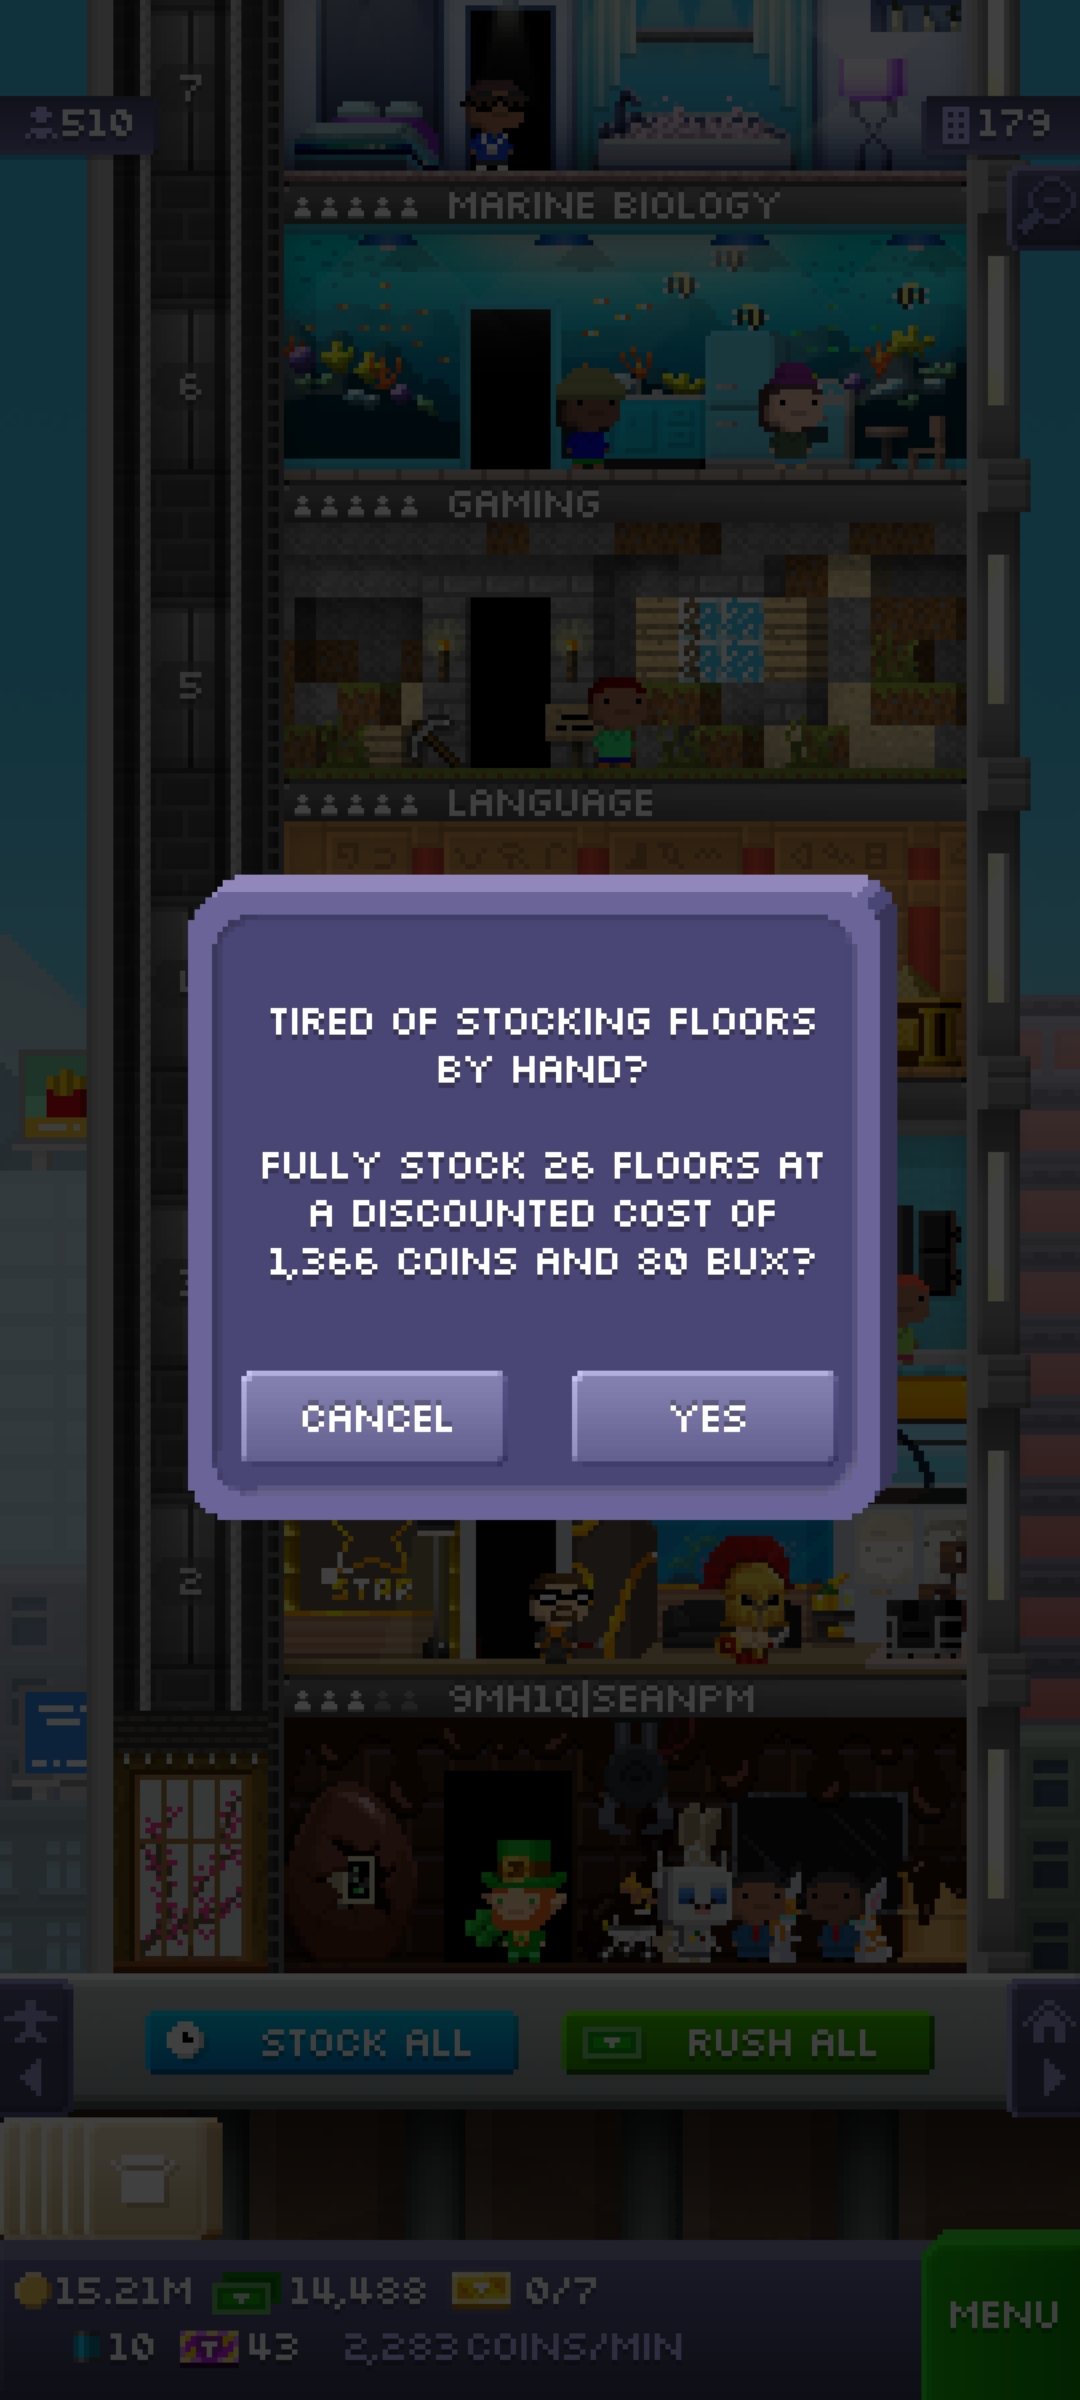 7
510
179
MARINE BIOLOGY
6
GAMING
5
LANGUAGE
TIRED OF STOCKING FLOORS
BY HAND?
FULLY STOCK 26 FLOORS AT
A DISCOUNTED COST OF
1,366 COINS AND 80 BUX?
CANCEL
YES
2
STAR
9MH1Q|SEANPM
STOCK ALL
RUSH ALL
15.21M
14,488
0/7
10
43
2,283 COINS/MIN
MENU